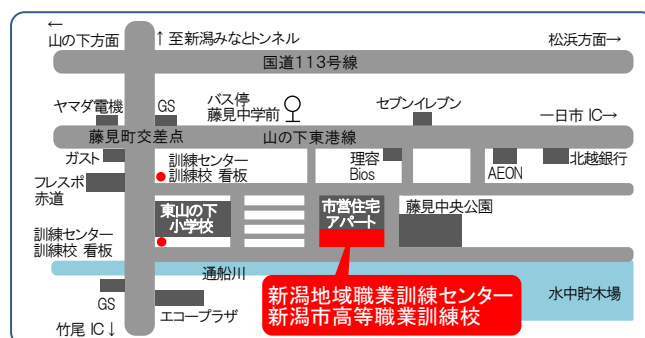 ←
山の下方面
↑至新潟みなとトンネル
松浜方面→
国道113号線
ヤマダ電機
GS
バス停
藤見中学前
セブンイレブン
一日市 IC→
藤見町交差点
山の下東港線
ガスト
訓練センター
訓練校 看板
理容
Bios
AEON
北越銀行
フレスポ
赤道
東山の下
小学校
市営住宅
アパート
藤見中央公園
訓練センター
訓練校 看板
通船川
GS
エコープラザ
新潟地域職業訓練センター
新潟市高等職業訓練校
水中貯木場
竹尾 IC↓